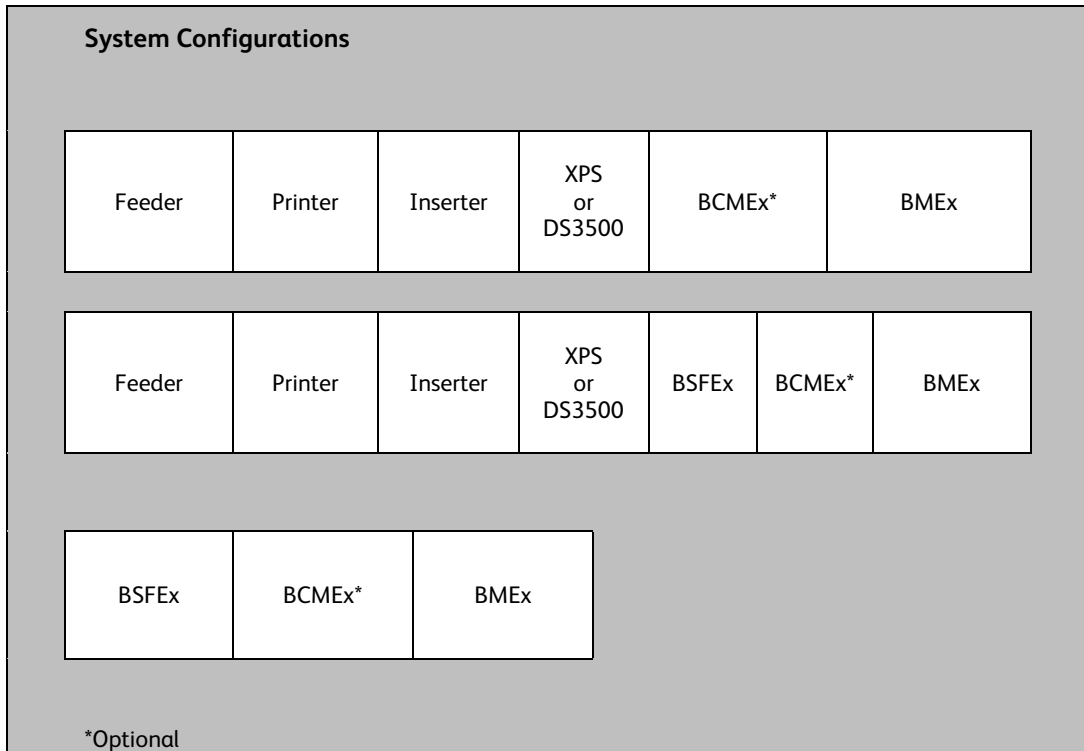 System Configurations
Feeder
Printer
Inserter
XPS
or
DS3500
BCMEx*
BMEx
Feeder
Printer
Inserter
XPS
or
DS3500
BSFEx
BCMEx*
BMEx
BSFEx
BCMEx*
BMEx
*Optional